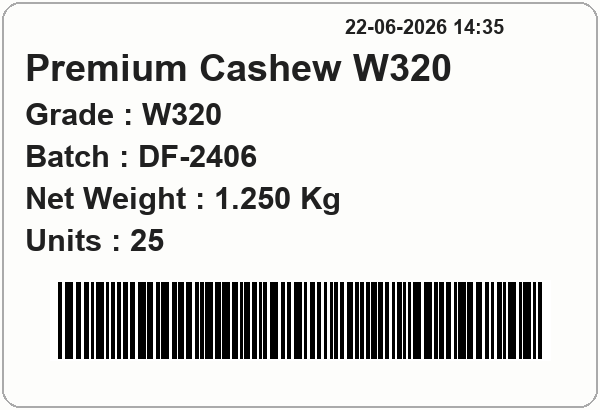 22-06-2026 14:35
Premium Cashew W320
Grade : W320
Batch : DF-2406
Net Weight : 1.250 Kg
Units : 25